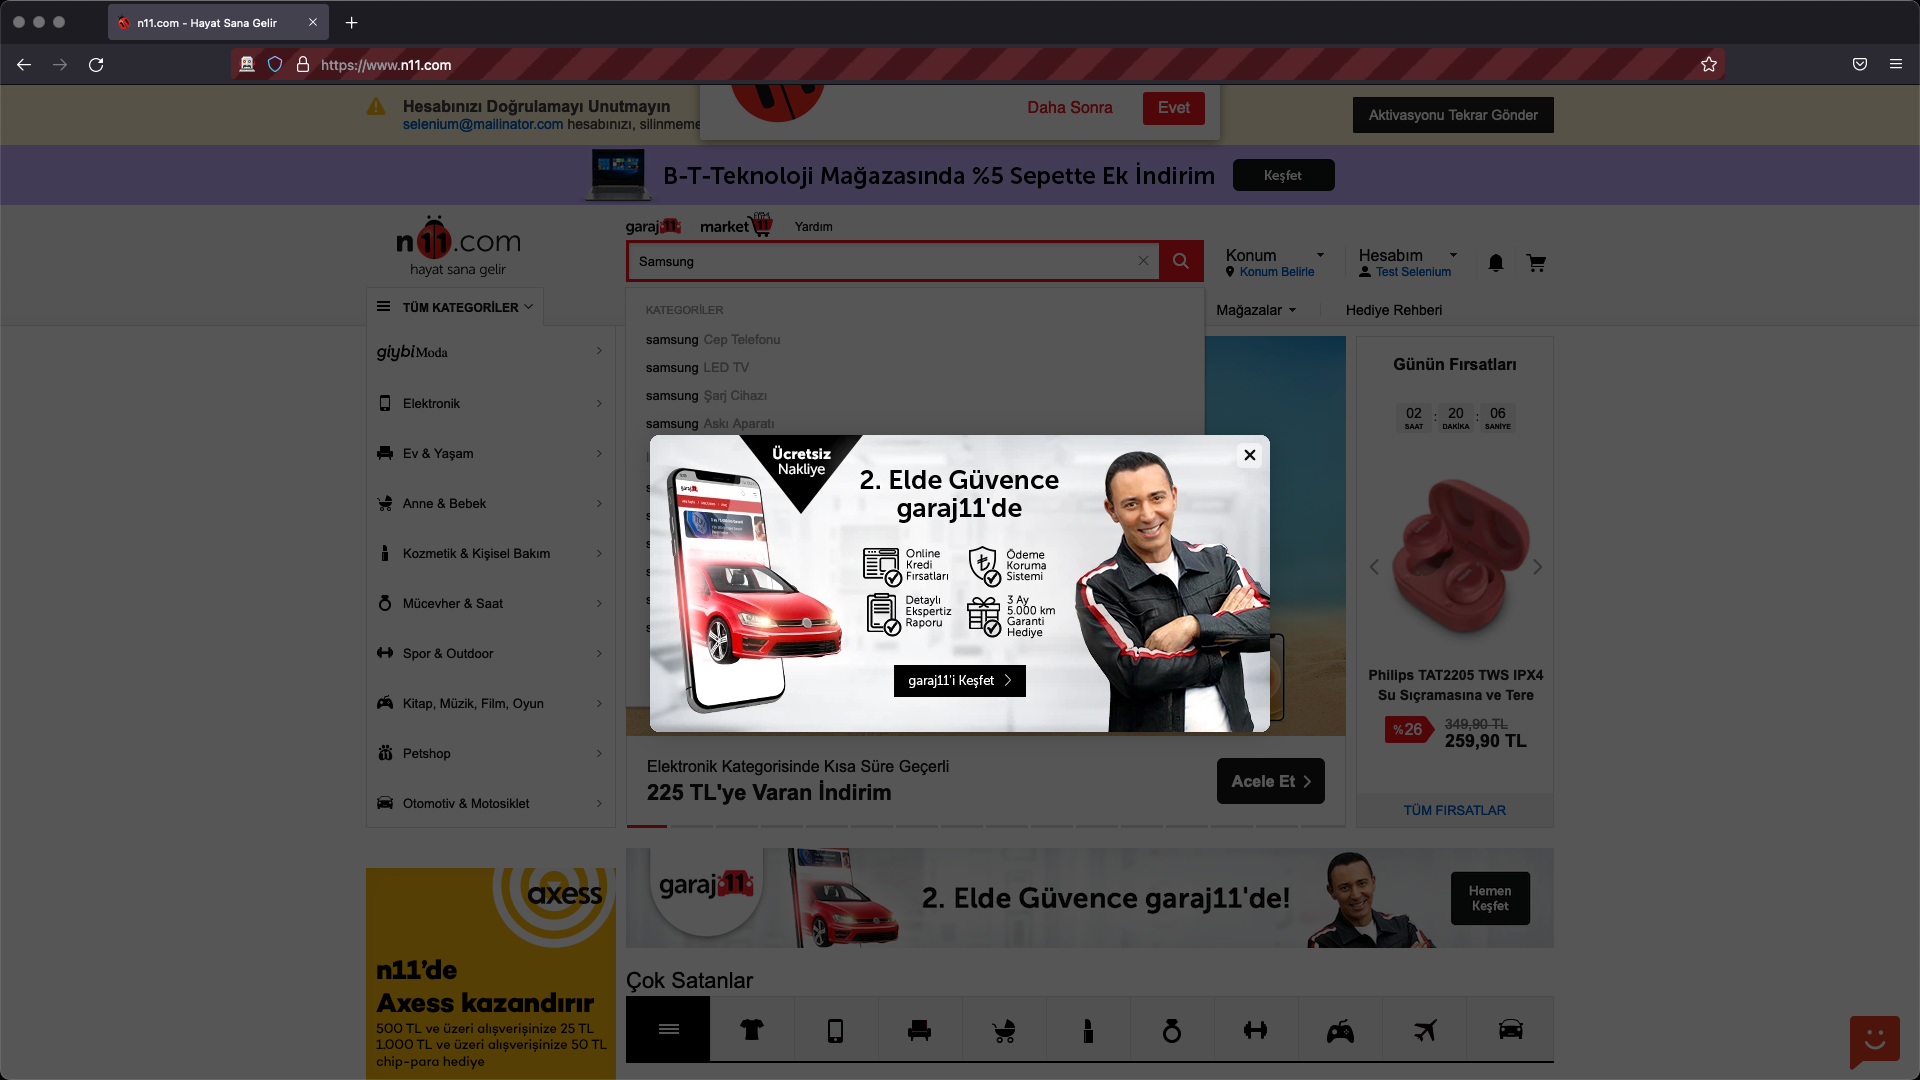 n11.com - Hayat Sana Gelir
https://www.n11.com
Hesabınızı Doğrulamayı Unutmayın
selenium@mailinator.com hesabınızı, silinmeme
Daha Sonra
Evet
Aktivasyonu Tekrar Gönder
B-T-Teknoloji Mağazasında %5 Sepette Ek İndirim
Keşfet
n11.com
hayat sana gelir
garaj11
market11
Yardım
Samsung
Konum
Konum Belirle
Hesabım
Test Selenium
TÜM KATEGORİLER
Mağazalar
Hediye Rehberi
KATEGORİLER
samsung Cep Telefonu
samsung LED TV
samsung Şarj Cihazı
samsung Askı Aparatı
giybiModa
Elektronik
Ev & Yaşam
Anne & Bebek
Kozmetik & Kişisel Bakım
Mücevher & Saat
Spor & Outdoor
Kitap, Müzik, Film, Oyun
Petshop
Otomotiv & Motosiklet
Ücretsiz
Nakliye
garaj11
2. Elde Güvence
garaj11'de
Online
Kredi
Fırsatları
Ödeme
Koruma
Sistemi
Detaylı
Ekspertiz
Raporu
3 Ay
5.000 km
Garanti
Hediye
garaj11'i Keşfet
Günün Fırsatları
02 : 20 : 06
SAAT DAKİKA SANİYE
Philips TAT2205 TWS IPX4
Su Sıçramasına ve Tere
%26
349,90 TL
259,90 TL
TÜM FIRSATLAR
Elektronik Kategorisinde Kısa Süre Geçerli
225 TL'ye Varan İndirim
Acele Et
garaj11
2. Elde Güvence garaj11'de!
Hemen
Keşfet
axess
n11'de
Axess kazandırır
500 TL ve üzeri alışverişinize 25 TL
1.000 TL ve üzeri alışverişinize 50 TL
chip-para hediye
Çok Satanlar